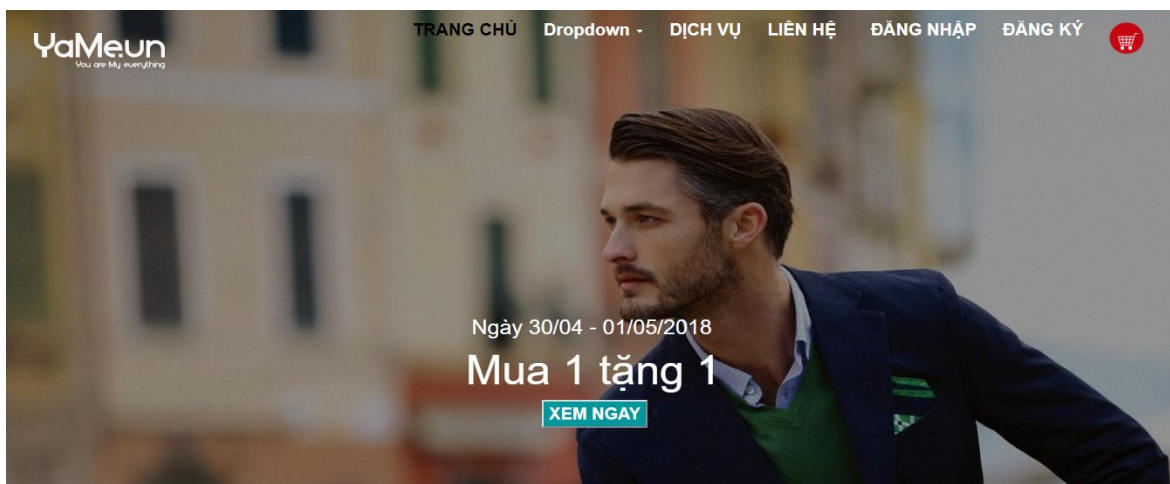 YaMe.vn
You are My everything
TRANG CHỦ Dropdown DỊCH VỤ LIÊN HỆ ĐĂNG NHẬP ĐĂNG KÝ
Ngày 30/04 - 01/05/2018
Mua 1 tặng 1
XEM NGAY